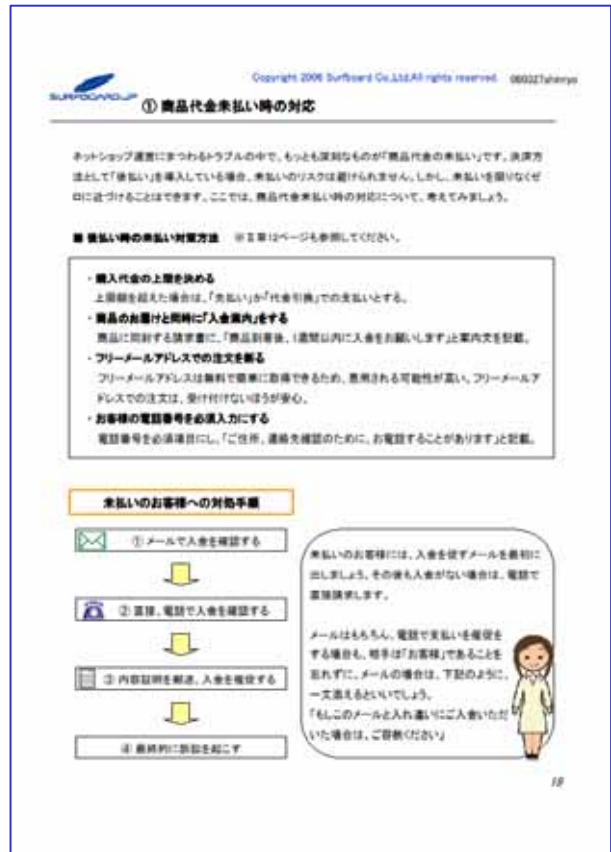 Copyright 2006 Surfboard Co.,Ltd.All rights reserved. 060327shinryo
SURFBOARD.JP
① 商品代金未払い時の対応
ネットショップ運営にまつわるトラブルの中で、もっとも深刻なものが「商品代金の未払い」です。決済方
法として「後払い」を導入している場合、未払いのリスクは避けられません。しかし、未払いを限りなくゼ
ロに近づけることはできます。ここでは、商品代金未払い時の対応について、考えてみましょう。
■ 後払い時の未払い対策方法 ※言葉はページも参照してください。
・購入代金の上限を決める
上限額を超えた場合は、「先払い」か「代金引換」での支払いとする。
・商品のお届けと同時に「入金案内」をする
商品に同封する請求書に、「商品到着後、1週間以内に入金をお願いします」と案内文を記載。
・フリーメールアドレスでの注文を断る
フリーメールアドレスは無料で簡単に取得できるため、悪用される可能性が高い。フリーメールア
ドレスでの注文は、受け付けないほうが安心。
・お客様の電話番号を必須入力にする
電話番号を必須項目にし、「ご住所、連絡先確認のために、お電話することがあります」と記載。
未払いのお客様への対処手順
① メールで入金を確認する
② 直接、電話で入金を確認する
③ 内容証明を郵送、入金を催促する
④ 最終的に訴訟を起こす
未払いのお客様には、入金を促すメールを最初に
出しましょう。その後も入金がない場合は、電話で
直接請求します。
メールはもちろん、電話で支払いを催促を
する場合も、相手は「お客様」であることを
忘れずに、メールの場合は、下記のように、
一文添えるといいでしょう。
「もしこのメールと入れ違いにご入金いただ
いた場合は、ご容赦ください」
19